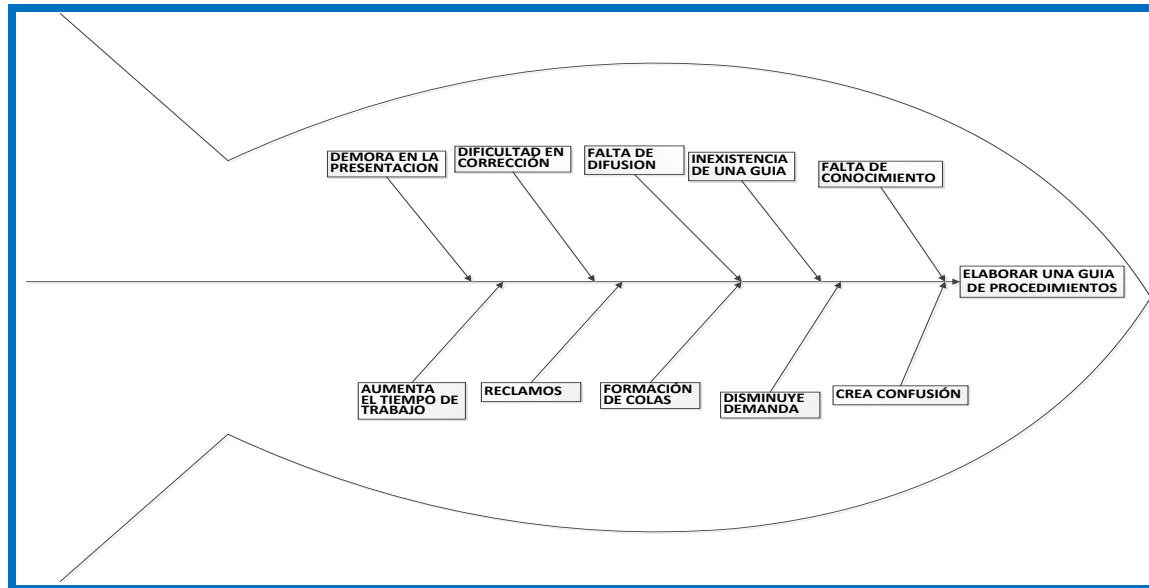 DEMORA EN LA
PRESENTACION
DIFICULTAD EN
CORRECCIÓN
FALTA DE
DIFUSION
INEXISTENCIA
DE UNA GUIA
FALTA DE
CONOCIMIENTO
ELABORAR UNA GUIA
DE PROCEDIMIENTOS
AUMENTA
EL TIEMPO DE
TRABAJO
RECLAMOS
FORMACIÓN
DE COLAS
DISMINUYE
DEMANDA
CREA CONFUSIÓN